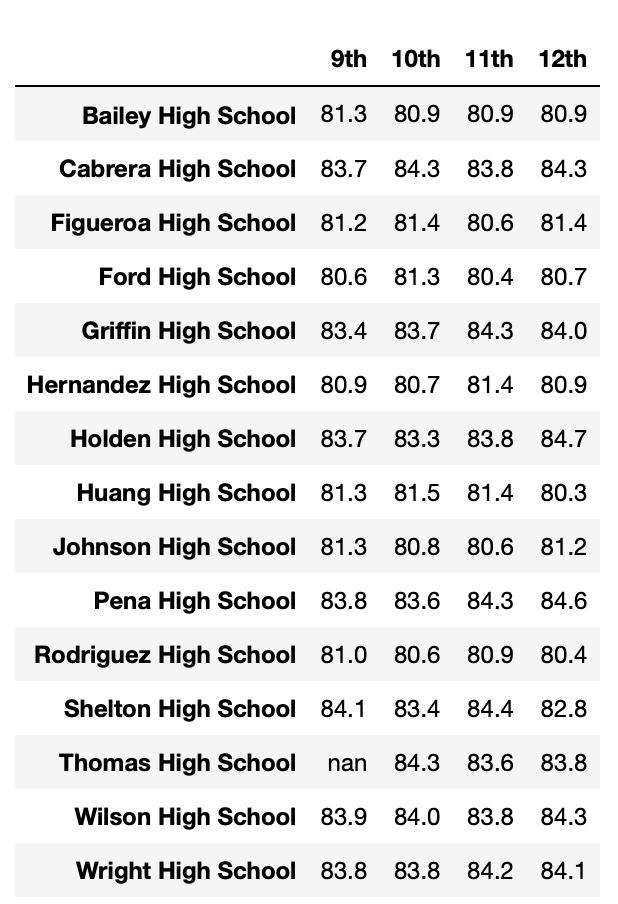 9th 10th 11th 12th
Bailey High School 81.3 80.9 80.9 80.9
Cabrera High School 83.7 84.3 83.8 84.3
Figueroa High School 81.2 81.4 80.6 81.4
Ford High School 80.6 81.3 80.4 80.7
Griffin High School 83.4 83.7 84.3 84.0
Hernandez High School 80.9 80.7 81.4 80.9
Holden High School 83.7 83.3 83.8 84.7
Huang High School 81.3 81.5 81.4 80.3
Johnson High School 81.3 80.8 80.6 81.2
Pena High School 83.8 83.6 84.3 84.6
Rodriguez High School 81.0 80.6 80.9 80.4
Shelton High School 84.1 83.4 84.4 82.8
Thomas High School nan 84.3 83.6 83.8
Wilson High School 83.9 84.0 83.8 84.3
Wright High School 83.8 83.8 84.2 84.1